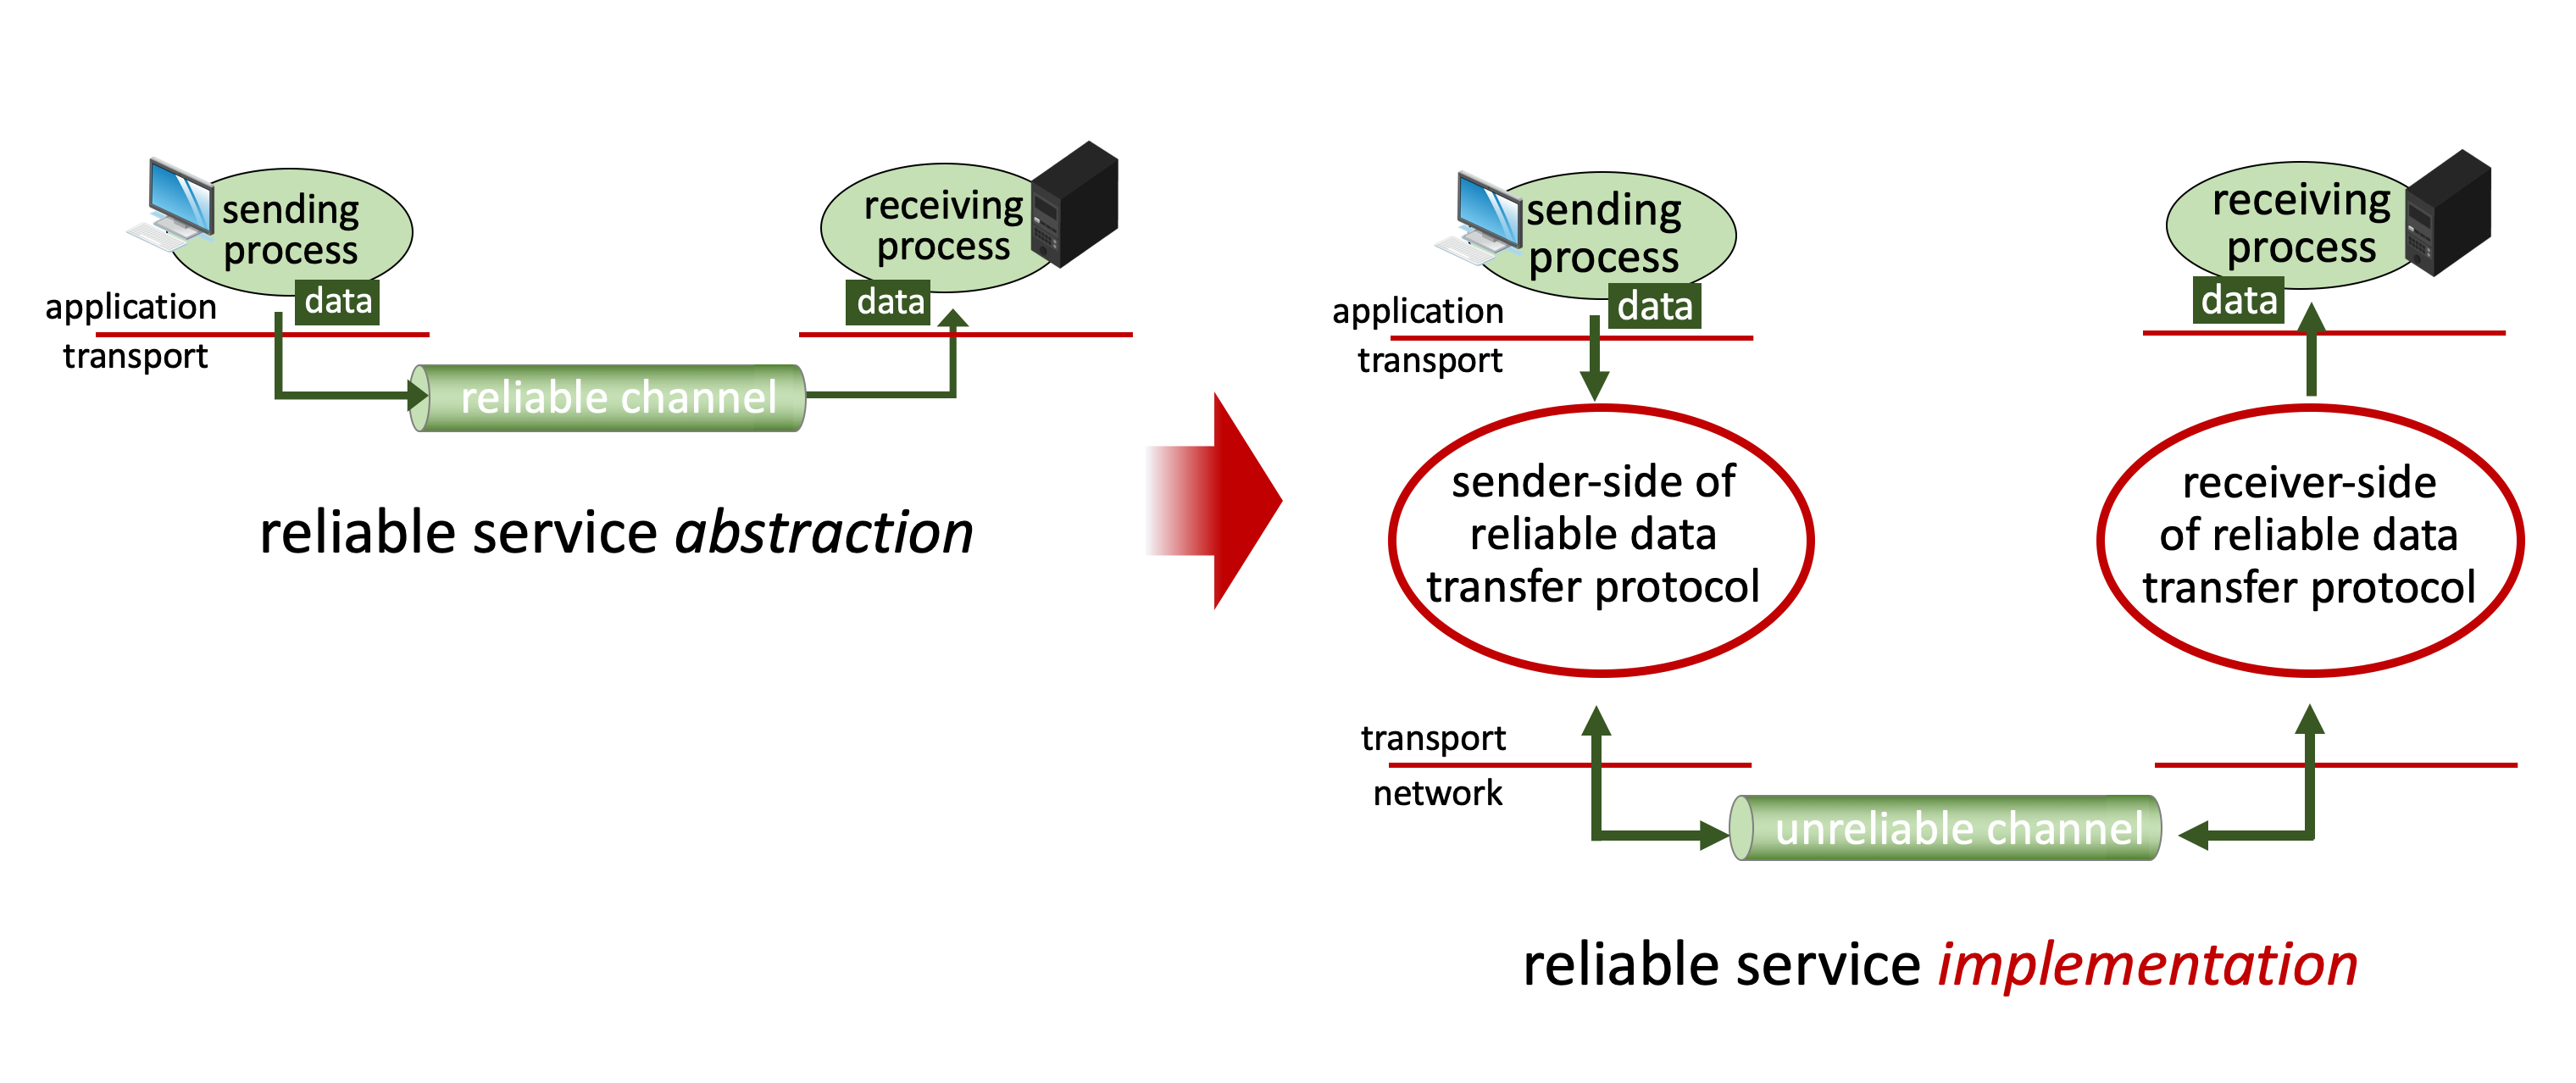 sending
process
data
application
transport
receiving
process
data
reliable channel
reliable service abstraction
sending
process
data
application
transport
receiving
process
data
sender-side of
reliable data
transfer protocol
receiver-side
of reliable data
transfer protocol
transport
network
unreliable channel
reliable service implementation